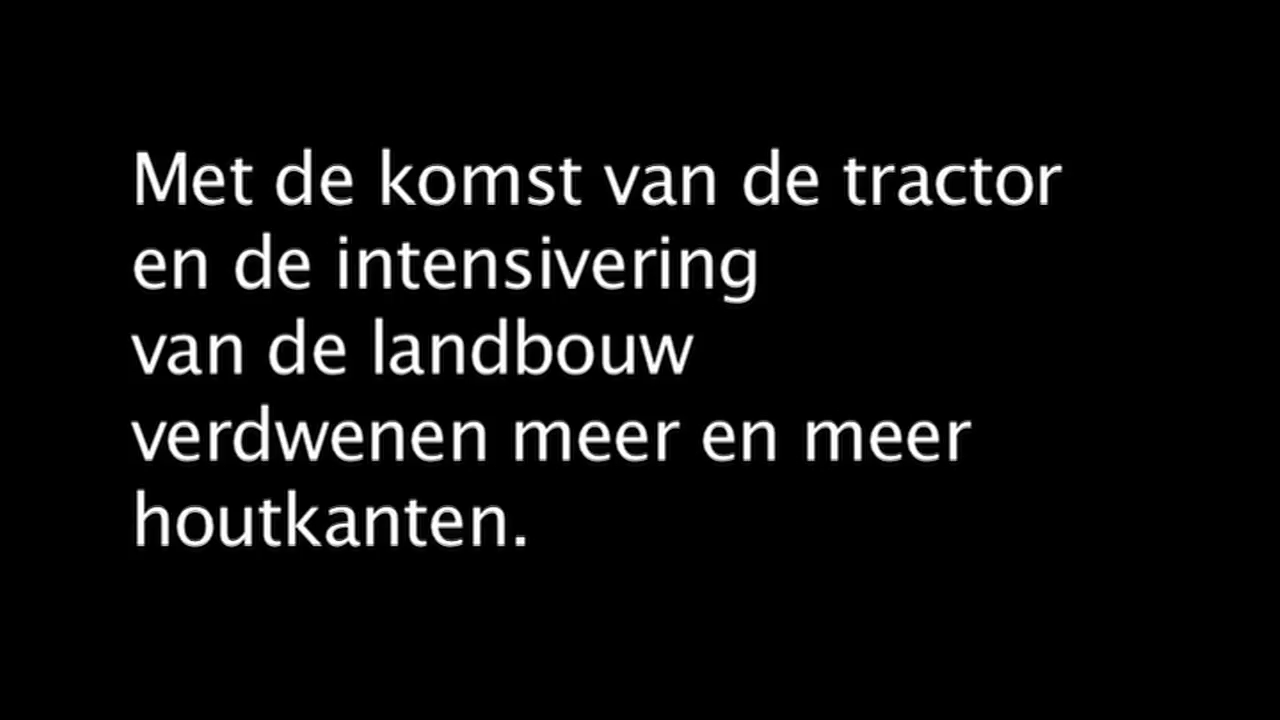 Met de komst van de tractor
en de intensivering
van de landbouw
verdwenen meer en meer
houtkanten.